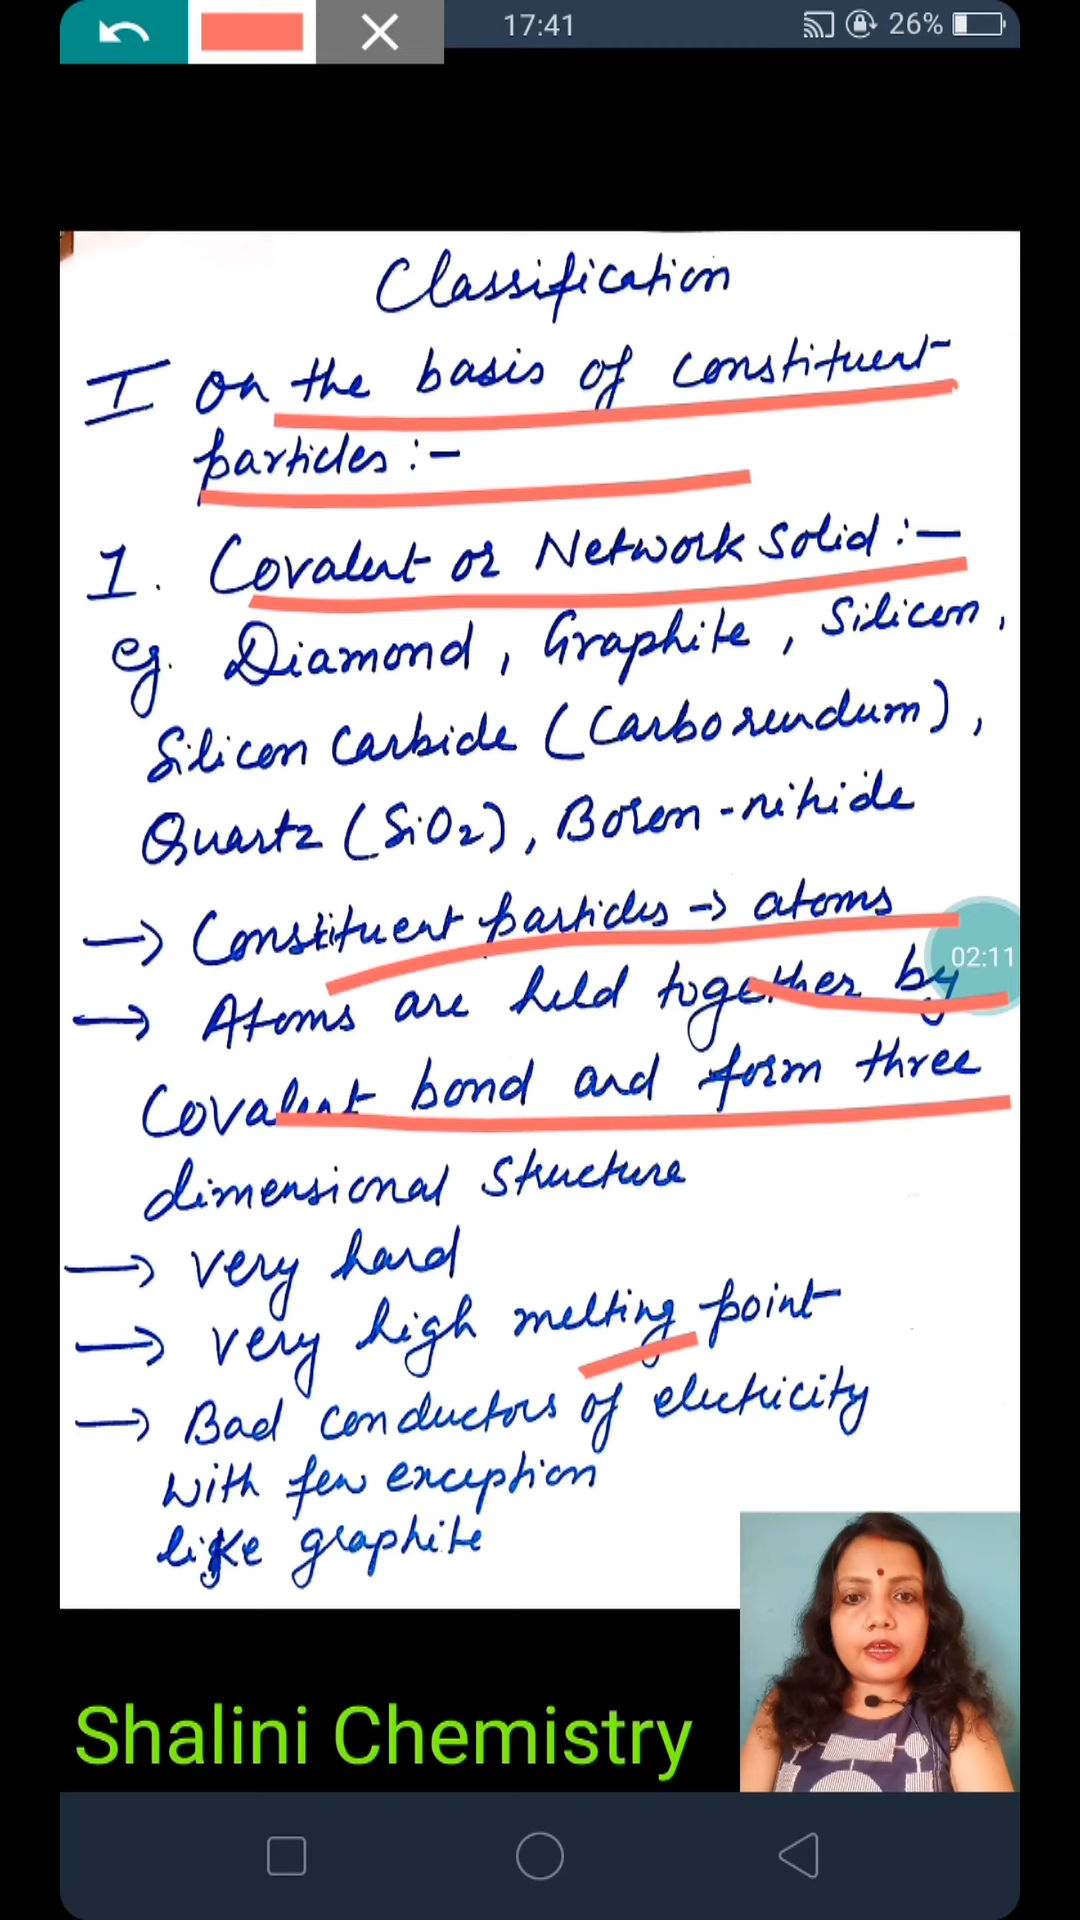 17:41
26%
Classification
I on the basis of constituent
particles :-
1. Covalent or Network Solid :-
eg. Diamond, Graphite, Silicon,
Silicon Carbide (Carborundum),
Quartz (SiO2), Boron-nitride
→ Constituent particles → atoms
02:11
→ Atoms are held together by
Covalent bond and form three
dimensional Structure
→ very hard
→ very high melting point
→ Bad conductors of electricity
with few exception
like graphite
Shalini Chemistry